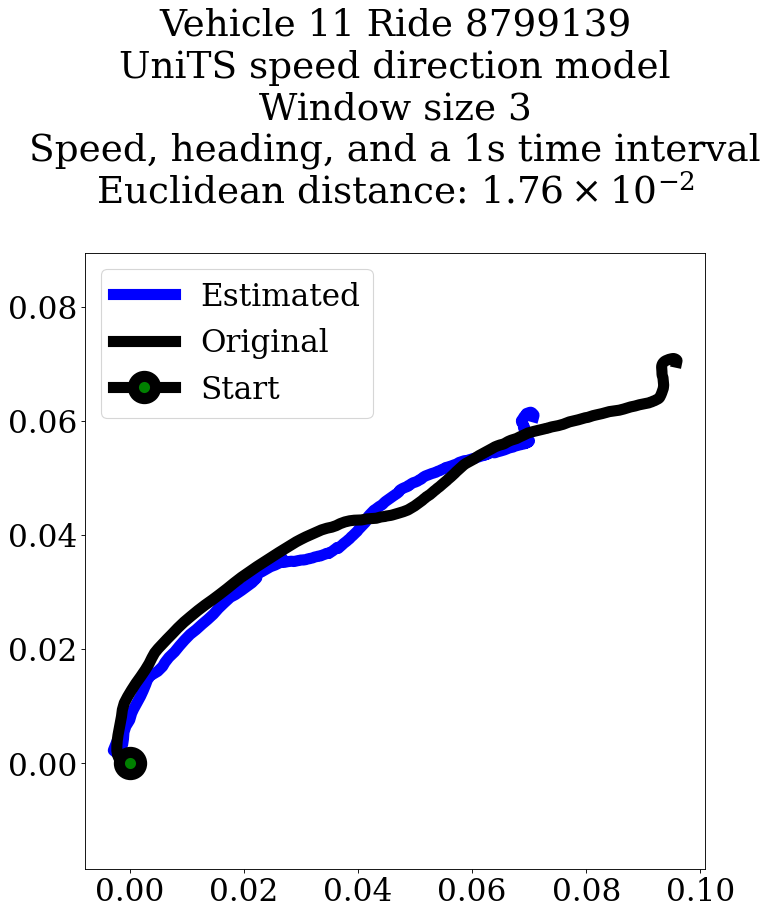 Vehicle 11 Ride 8799139
UniTS speed direction model
Window size 3
Speed, heading, and a 1s time interval
Euclidean distance: 1.76 × 10⁻²
Estimated
Original
Start
0.08
0.06
0.04
0.02
0.00
0.00 0.02 0.04 0.06 0.08 0.10